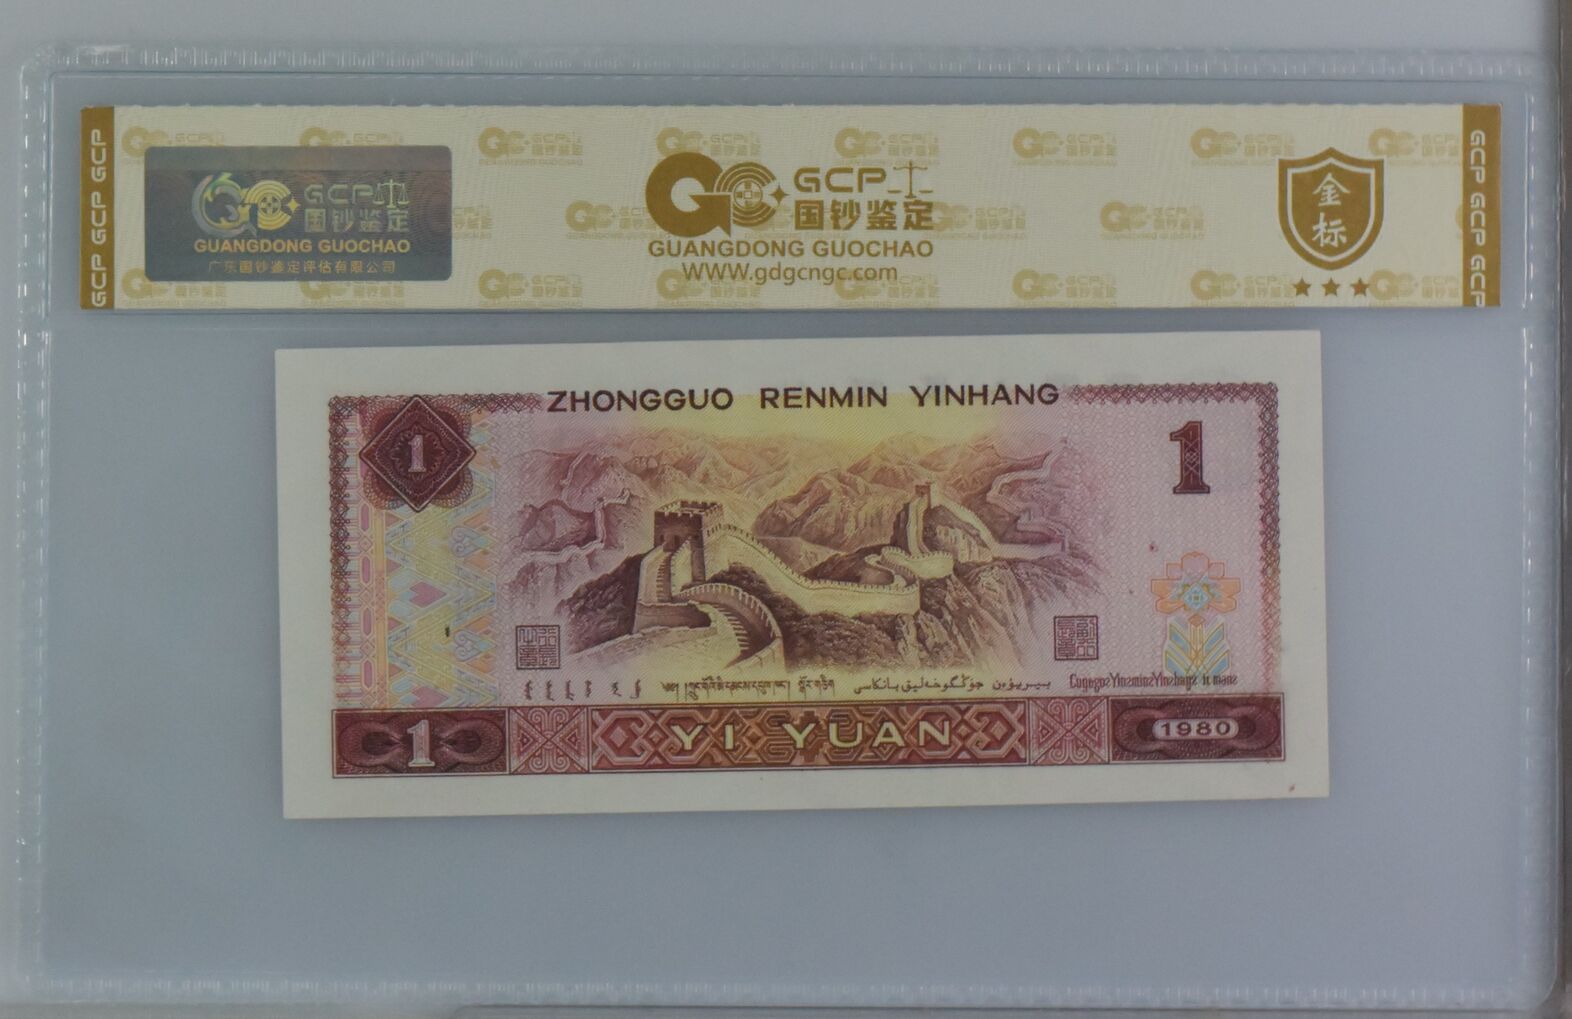 GCP GCP GCP
GCP 国钞鉴定
GUANGDONG GUOCHAO
广东国钞鉴定评估有限公司
GCP
国钞鉴定
GUANGDONG GUOCHAO
WWW.gdgcngc.com
金标
GCP GCP GCP
ZHONGGUO RENMIN YINHANG
1
1
YI YUAN
1
1980